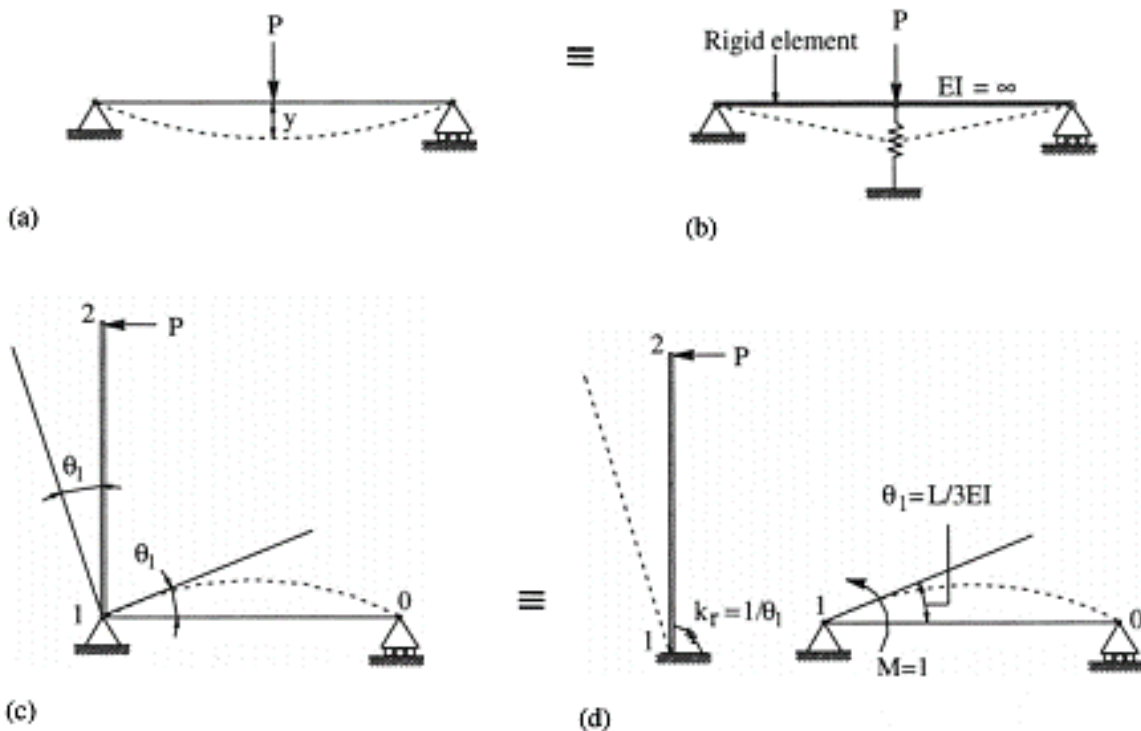 P
≡
P
Rigid element
EI = ∞
y
(a)
(b)
2
P
2
P
θ₁
θ₁=L/3EI
θ₁
1
0
≡
1
kᵣ=1/θ₁
1
0
M=1
(c)
(d)